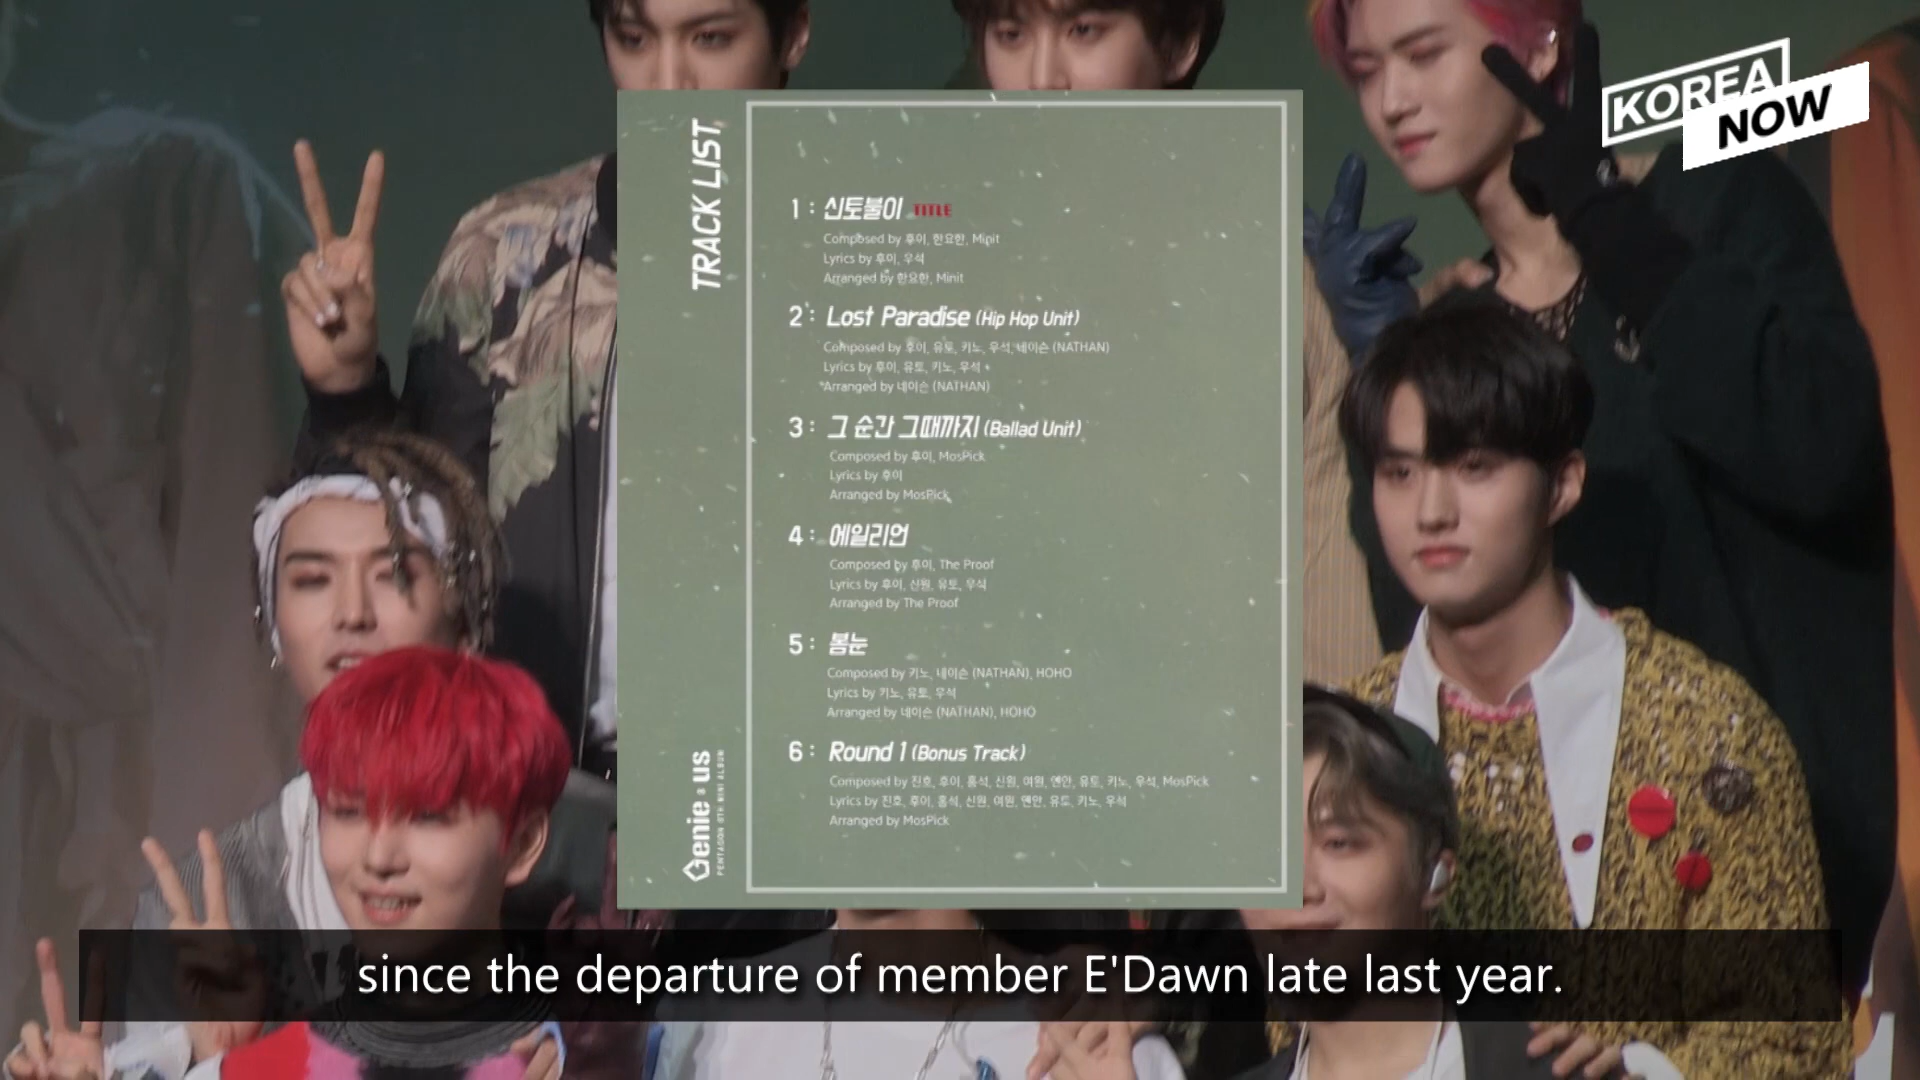 KOREA
NOW
TRACK LIST
1 : 신토불이 TITLE
Composed by 후이, 한요한, Minit
Lyrics by 후이, 우석
Arranged by 한요한, Minit
2 : Lost Paradise (Hip Hop Unit)
Composed by 후이, 유토, 키노, 우석, 네이슨 (NATHAN)
Lyrics by 후이, 유토, 키노, 우석
Arranged by 네이슨 (NATHAN)
3 : 그 순간 그때까지 (Ballad Unit)
Composed by 후이, MosPick
Lyrics by 후이
Arranged by MosPick
4 : 에일리언
Composed by 후이, The Proof
Lyrics by 후이, 신원, 유토, 우석
Arranged by The Proof
5 : 봄눈
Composed by 키노, 네이슨 (NATHAN), HOHO
Lyrics by 키노, 유토, 우석
Arranged by 네이슨 (NATHAN), HOHO
6 : Round 1 (Bonus Track)
Composed by 진호, 후이, 홍석, 신원, 여원, 옌안, 유토, 키노, 우석, MosPick
Lyrics by 진호, 후이, 홍석, 신원, 여원, 옌안, 유토, 키노, 우석
Arranged by MosPick
Genie:us
PENTAGON 8TH MINI ALBUM
since the departure of member E'Dawn late last year.